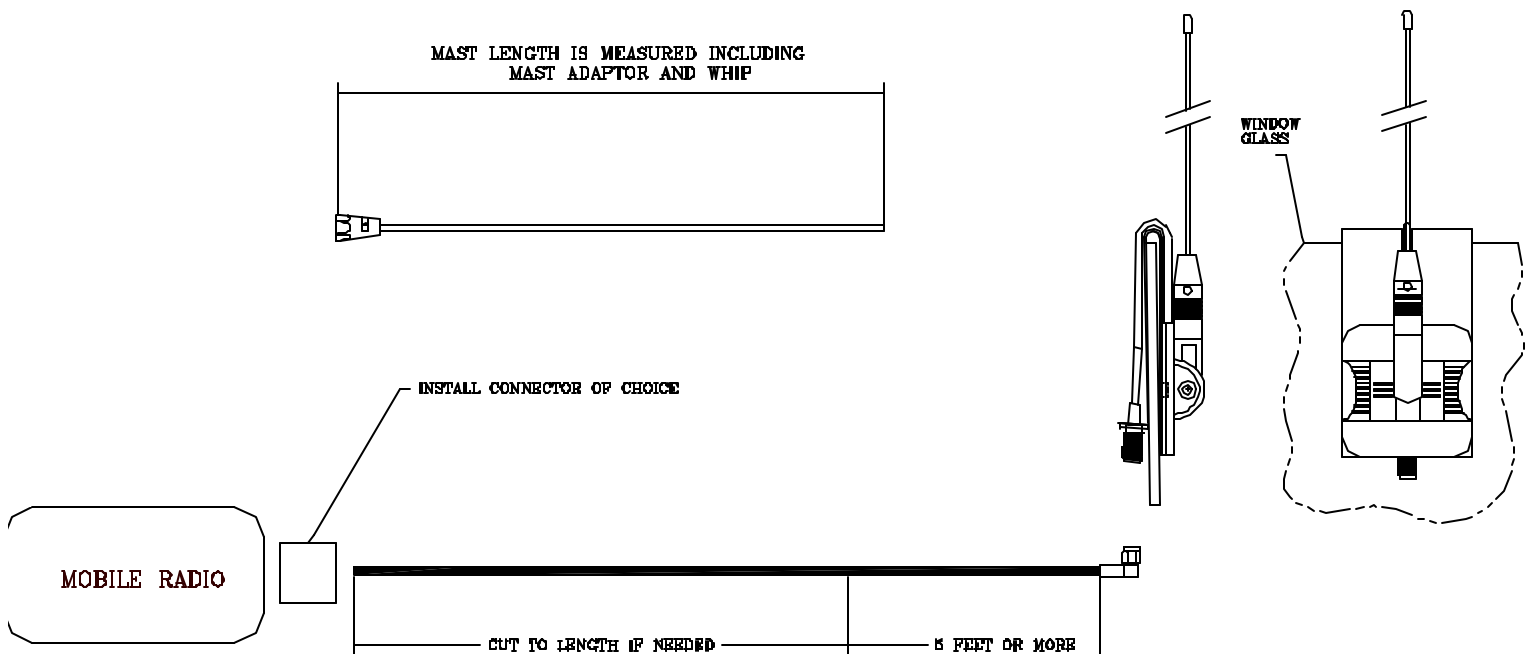 MAST LENGTH IS MEASURED INCLUDING
MAST ADAPTOR AND WHIP
WINDOW
GLASS
INSTALL CONNECTOR OF CHOICE
MOBILE RADIO
CUT TO LENGTH IF NEEDED
5 FEET OR MORE